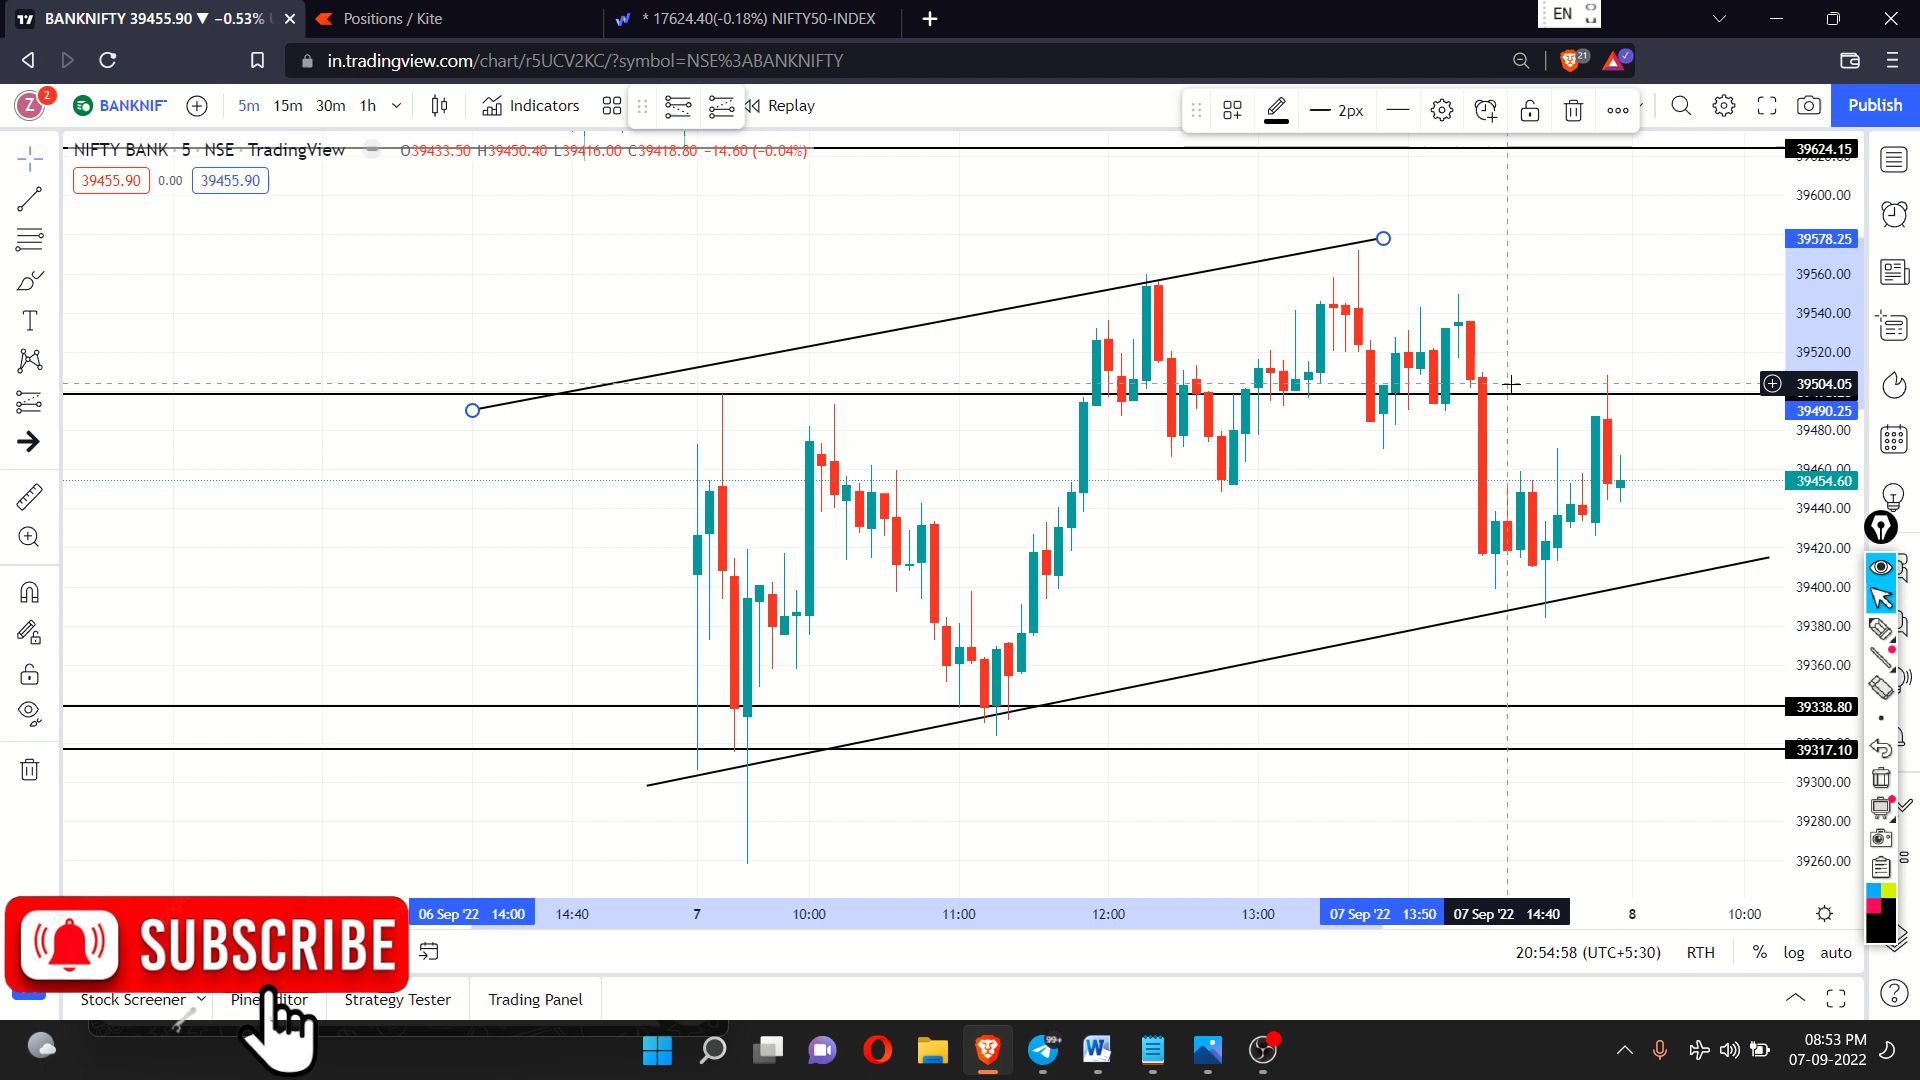 BANKNIFTY 39455.90 ▼ −0.53%
Positions / Kite
* 17624.40(-0.18%) NIFTY50-INDEX
EN
in.tradingview.com/chart/r5UCV2KC/?symbol=NSE%3ABANKNIFTY
21
Z
2
BANKNIF
5m
15m
30m
1h
Indicators
Replay
2px
Publish
NIFTY BANK · 5 · NSE · TradingView
O39433.50 H39450.40 L39416.00 C39418.80 −14.60 (−0.04%)
39455.90
0.00
39455.90
39624.15
39600.00
39578.25
39560.00
39540.00
39520.00
39504.05
39490.25
39480.00
39460.00
39454.60
39440.00
39420.00
39400.00
39380.00
39360.00
39338.80
39317.10
39300.00
39280.00
39260.00
06 Sep '22 14:00
14:40
7
10:00
11:00
12:00
13:00
07 Sep '22 13:50
07 Sep '22 14:40
8
10:00
SUBSCRIBE
20:54:58 (UTC+5:30)
RTH
%
log
auto
Stock Screener
Pine Editor
Strategy Tester
Trading Panel
99+
08:53 PM
07-09-2022